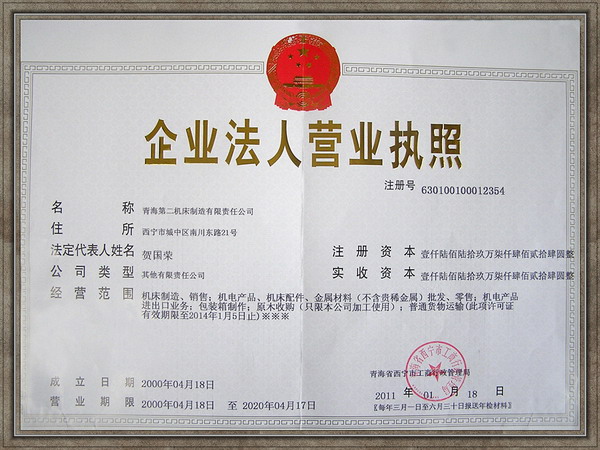 企业法人营业执照
注册号 630100100012354
名称 青海第二机床制造有限责任公司
住所 西宁市城中区南川东路21号
法定代表人姓名 贺国荣
注册资本 壹仟陆佰陆拾玖万柒仟肆佰贰拾肆圆整
公司类型 其他有限责任公司
实收资本 壹仟陆佰陆拾玖万柒仟肆佰贰拾肆圆整
经营范围 机床制造、销售；机电产品、机床配件、金属材料（不含贵稀金属）批发、零售；机电产品
进出口业务；包装箱制作；原木收购（只限本公司加工使用）；普通货物运输(此项许可证
有效期限至2014年1月5日止)※※※
青海省西宁市工商行政管理局
成立日期 2000年04月18日
2011年01月18日
营业期限 2000年04月18日 至 2020年04月17日
《每年三月一日至六月三十日报送年检材料》